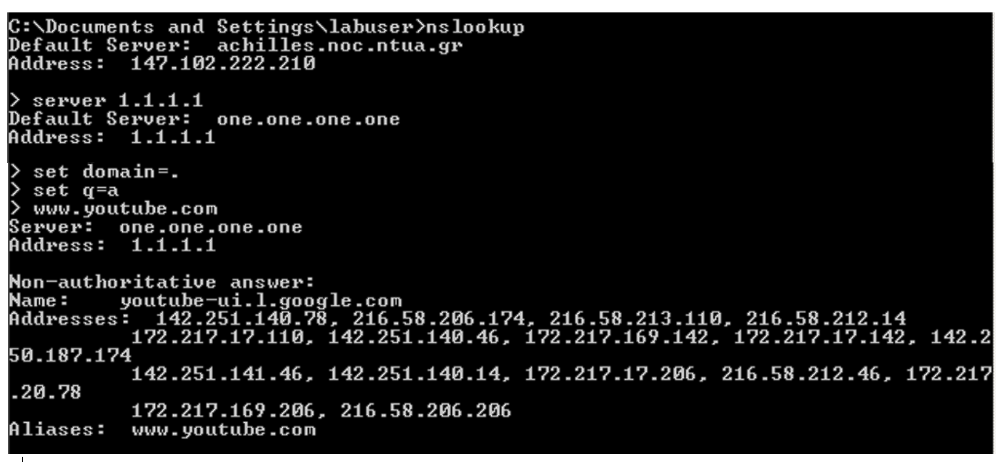 C:\Documents and Settings\labuser>nslookup
Default Server:  achilles.noc.ntua.gr
Address:  147.102.222.210
> server 1.1.1.1
Default Server:  one.one.one.one
Address:  1.1.1.1
> set domain=.
> set q=a
> www.youtube.com
Server:  one.one.one.one
Address:  1.1.1.1
Non-authoritative answer:
Name:    youtube-ui.l.google.com
Addresses:  142.251.140.78, 216.58.206.174, 216.58.213.110, 216.58.212.14
172.217.17.110, 142.251.140.46, 172.217.169.142, 172.217.17.142, 142.2
50.187.174
142.251.141.46, 142.251.140.14, 172.217.17.206, 216.58.212.46, 172.217
.20.78
172.217.169.206, 216.58.206.206
Aliases:  www.youtube.com